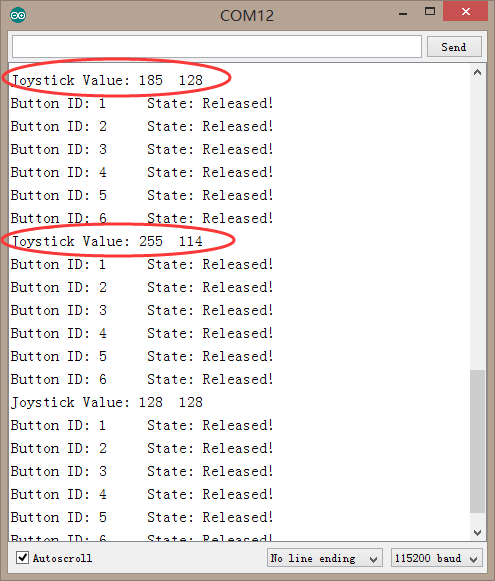 COM12
Send
Joystick Value: 185 128
Button ID: 1 State: Released!
Button ID: 2 State: Released!
Button ID: 3 State: Released!
Button ID: 4 State: Released!
Button ID: 5 State: Released!
Button ID: 6 State: Released!
Joystick Value: 255 114
Button ID: 1 State: Released!
Button ID: 2 State: Released!
Button ID: 3 State: Released!
Button ID: 4 State: Released!
Button ID: 5 State: Released!
Button ID: 6 State: Released!
Joystick Value: 128 128
Button ID: 1 State: Released!
Button ID: 2 State: Released!
Button ID: 3 State: Released!
Button ID: 4 State: Released!
Button ID: 5 State: Released!
Button ID: 6 State: Released!
Autoscroll No line ending 115200 baud